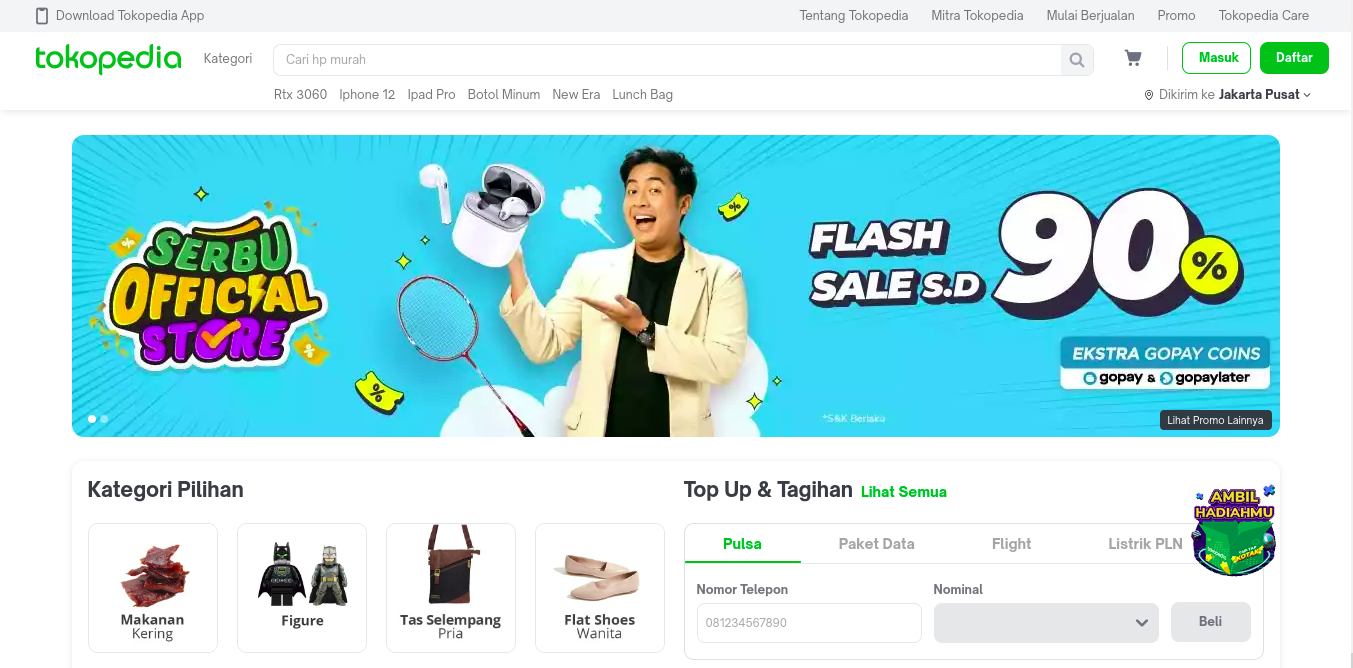 Download Tokopedia App
Tentang Tokopedia Mitra Tokopedia Mulai Berjualan Promo Tokopedia Care
tokopedia
Kategori
Cari hp murah
Masuk
Daftar
Rtx 3060 Iphone 12 Ipad Pro Botol Minum New Era Lunch Bag
Dikirim ke Jakarta Pusat
SERBU
OFFICIAL
STORE
%
%
%
%
FLASH
SALE S.D
90%
EKSTRA GOPAY COINS
gopay & gopaylater
*S&K Berlaku
Lihat Promo Lainnya
Kategori Pilihan
Makanan
Kering
Figure
Tas Selempang
Pria
Flat Shoes
Wanita
Top Up & Tagihan Lihat Semua
AMBIL
HADIAHMU
TAP TAP
KOTAK
Pulsa Paket Data Flight Listrik PLN
Nomor Telepon
081234567890
Nominal
Beli